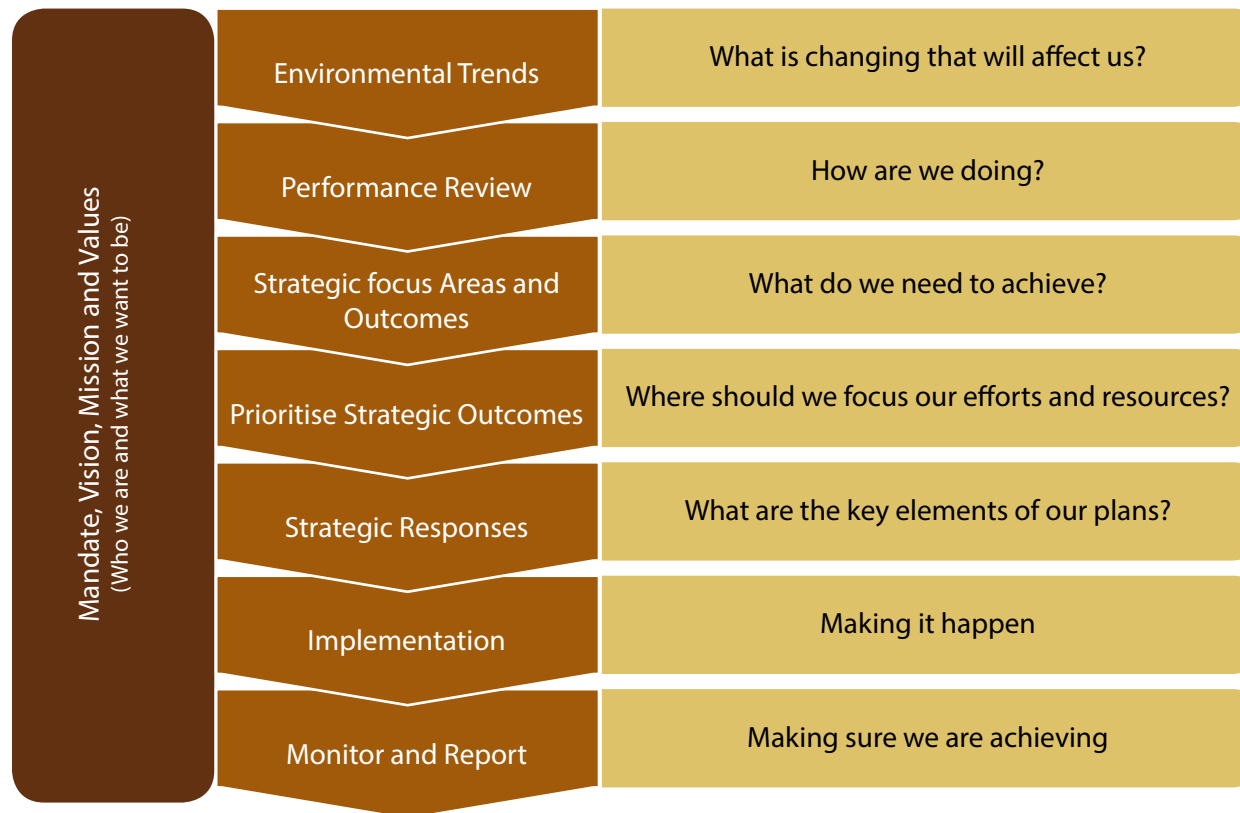 Mandate, Vision, Mission and Values
(Who we are and what we want to be)
Environmental Trends
What is changing that will affect us?
Performance Review
How are we doing?
Strategic focus Areas and
Outcomes
What do we need to achieve?
Prioritise Strategic Outcomes
Where should we focus our efforts and resources?
Strategic Responses
What are the key elements of our plans?
Implementation
Making it happen
Monitor and Report
Making sure we are achieving